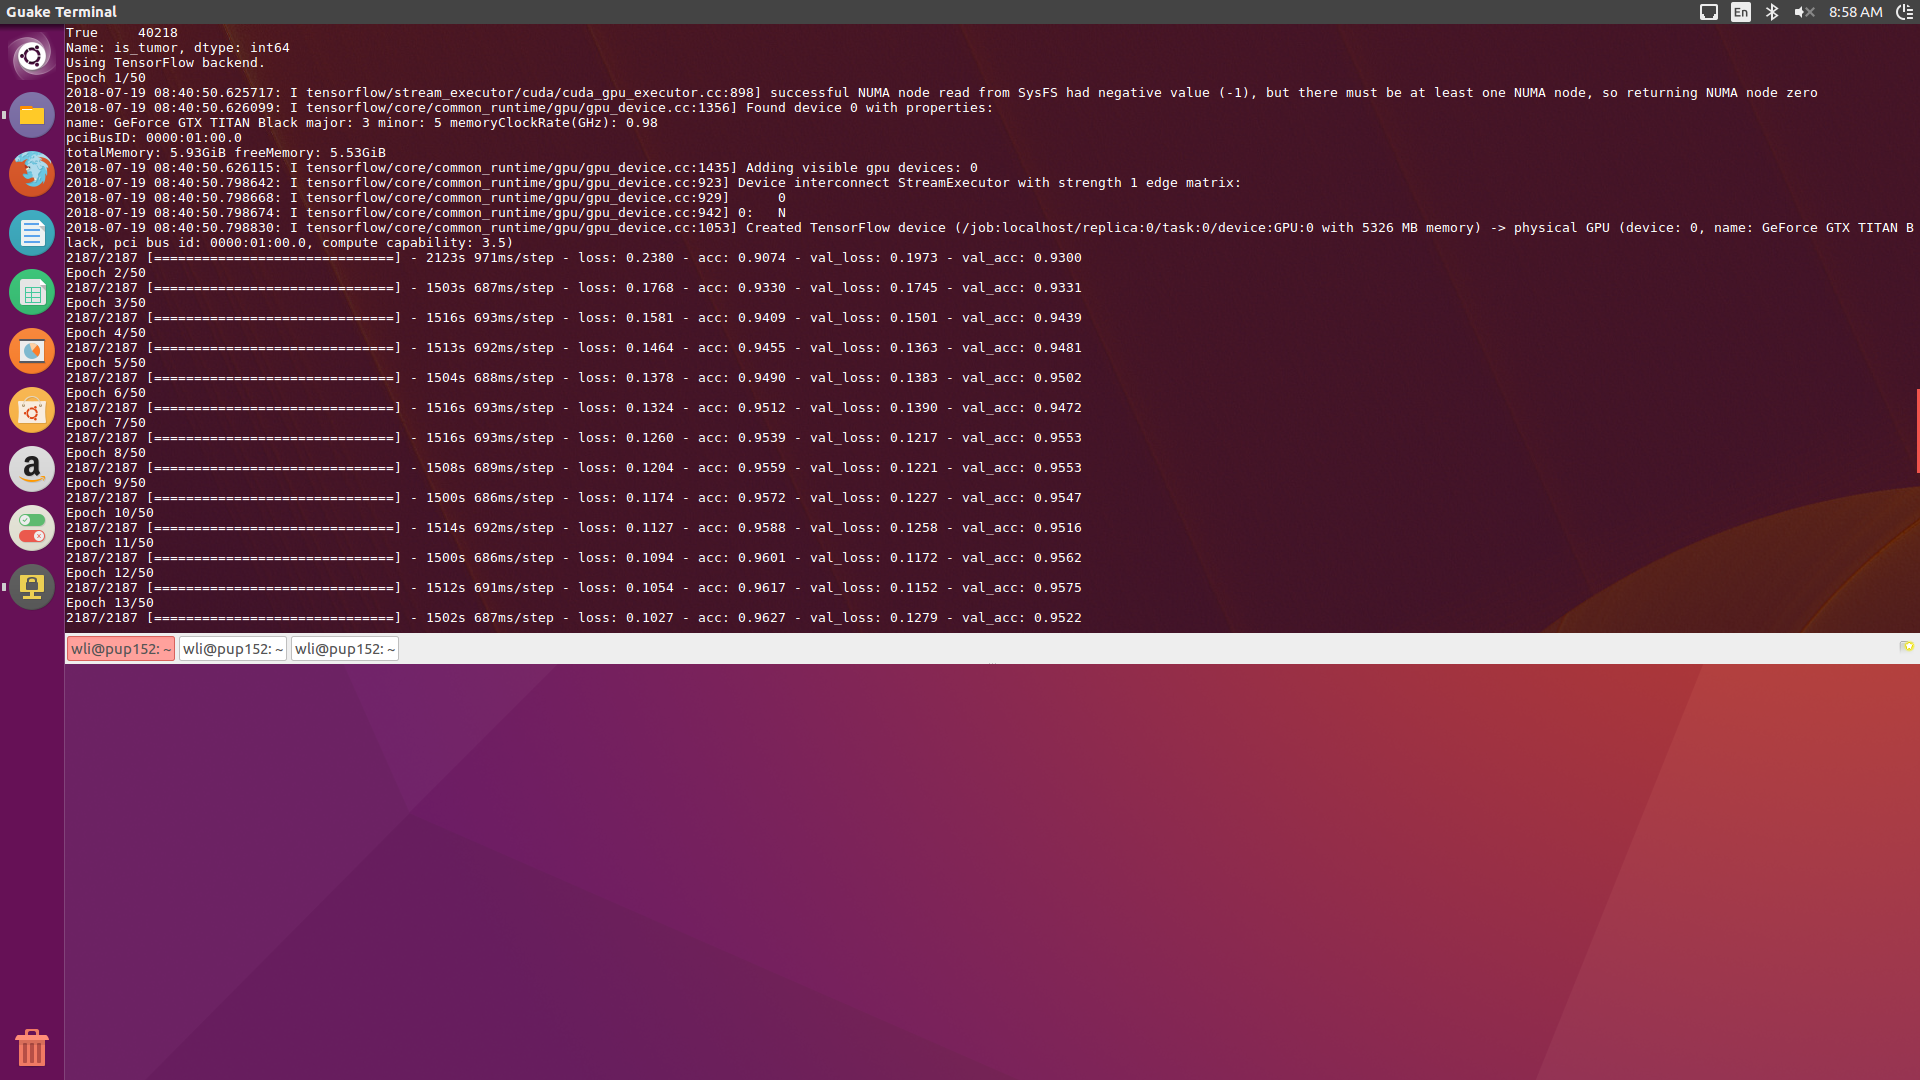 Guake Terminal
En
8:58 AM
True     40218
Name: is_tumor, dtype: int64
Using TensorFlow backend.
Epoch 1/50
2018-07-19 08:40:50.625717: I tensorflow/stream_executor/cuda/cuda_gpu_executor.cc:898] successful NUMA node read from SysFS had negative value (-1), but there must be at least one NUMA node, so returning NUMA node zero
2018-07-19 08:40:50.626099: I tensorflow/core/common_runtime/gpu/gpu_device.cc:1356] Found device 0 with properties:
name: GeForce GTX TITAN Black major: 3 minor: 5 memoryClockRate(GHz): 0.98
pciBusID: 0000:01:00.0
totalMemory: 5.93GiB freeMemory: 5.53GiB
2018-07-19 08:40:50.626115: I tensorflow/core/common_runtime/gpu/gpu_device.cc:1435] Adding visible gpu devices: 0
2018-07-19 08:40:50.798642: I tensorflow/core/common_runtime/gpu/gpu_device.cc:923] Device interconnect StreamExecutor with strength 1 edge matrix:
2018-07-19 08:40:50.798668: I tensorflow/core/common_runtime/gpu/gpu_device.cc:929]      0
2018-07-19 08:40:50.798674: I tensorflow/core/common_runtime/gpu/gpu_device.cc:942] 0:   N
2018-07-19 08:40:50.798830: I tensorflow/core/common_runtime/gpu/gpu_device.cc:1053] Created TensorFlow device (/job:localhost/replica:0/task:0/device:GPU:0 with 5326 MB memory) -> physical GPU (device: 0, name: GeForce GTX TITAN B
lack, pci bus id: 0000:01:00.0, compute capability: 3.5)
2187/2187 [==============================] - 2123s 971ms/step - loss: 0.2380 - acc: 0.9074 - val_loss: 0.1973 - val_acc: 0.9300
Epoch 2/50
2187/2187 [==============================] - 1503s 687ms/step - loss: 0.1768 - acc: 0.9330 - val_loss: 0.1745 - val_acc: 0.9331
Epoch 3/50
2187/2187 [==============================] - 1516s 693ms/step - loss: 0.1581 - acc: 0.9409 - val_loss: 0.1501 - val_acc: 0.9439
Epoch 4/50
2187/2187 [==============================] - 1513s 692ms/step - loss: 0.1464 - acc: 0.9455 - val_loss: 0.1363 - val_acc: 0.9481
Epoch 5/50
2187/2187 [==============================] - 1504s 688ms/step - loss: 0.1378 - acc: 0.9490 - val_loss: 0.1383 - val_acc: 0.9502
Epoch 6/50
2187/2187 [==============================] - 1516s 693ms/step - loss: 0.1324 - acc: 0.9512 - val_loss: 0.1390 - val_acc: 0.9472
Epoch 7/50
2187/2187 [==============================] - 1516s 693ms/step - loss: 0.1260 - acc: 0.9539 - val_loss: 0.1217 - val_acc: 0.9553
Epoch 8/50
2187/2187 [==============================] - 1508s 689ms/step - loss: 0.1204 - acc: 0.9559 - val_loss: 0.1221 - val_acc: 0.9553
Epoch 9/50
2187/2187 [==============================] - 1500s 686ms/step - loss: 0.1174 - acc: 0.9572 - val_loss: 0.1227 - val_acc: 0.9547
Epoch 10/50
2187/2187 [==============================] - 1514s 692ms/step - loss: 0.1127 - acc: 0.9588 - val_loss: 0.1258 - val_acc: 0.9516
Epoch 11/50
2187/2187 [==============================] - 1500s 686ms/step - loss: 0.1094 - acc: 0.9601 - val_loss: 0.1172 - val_acc: 0.9562
Epoch 12/50
2187/2187 [==============================] - 1512s 691ms/step - loss: 0.1054 - acc: 0.9617 - val_loss: 0.1152 - val_acc: 0.9575
Epoch 13/50
2187/2187 [==============================] - 1502s 687ms/step - loss: 0.1027 - acc: 0.9627 - val_loss: 0.1279 - val_acc: 0.9522
wli@pup152: ~
wli@pup152: ~
wli@pup152: ~